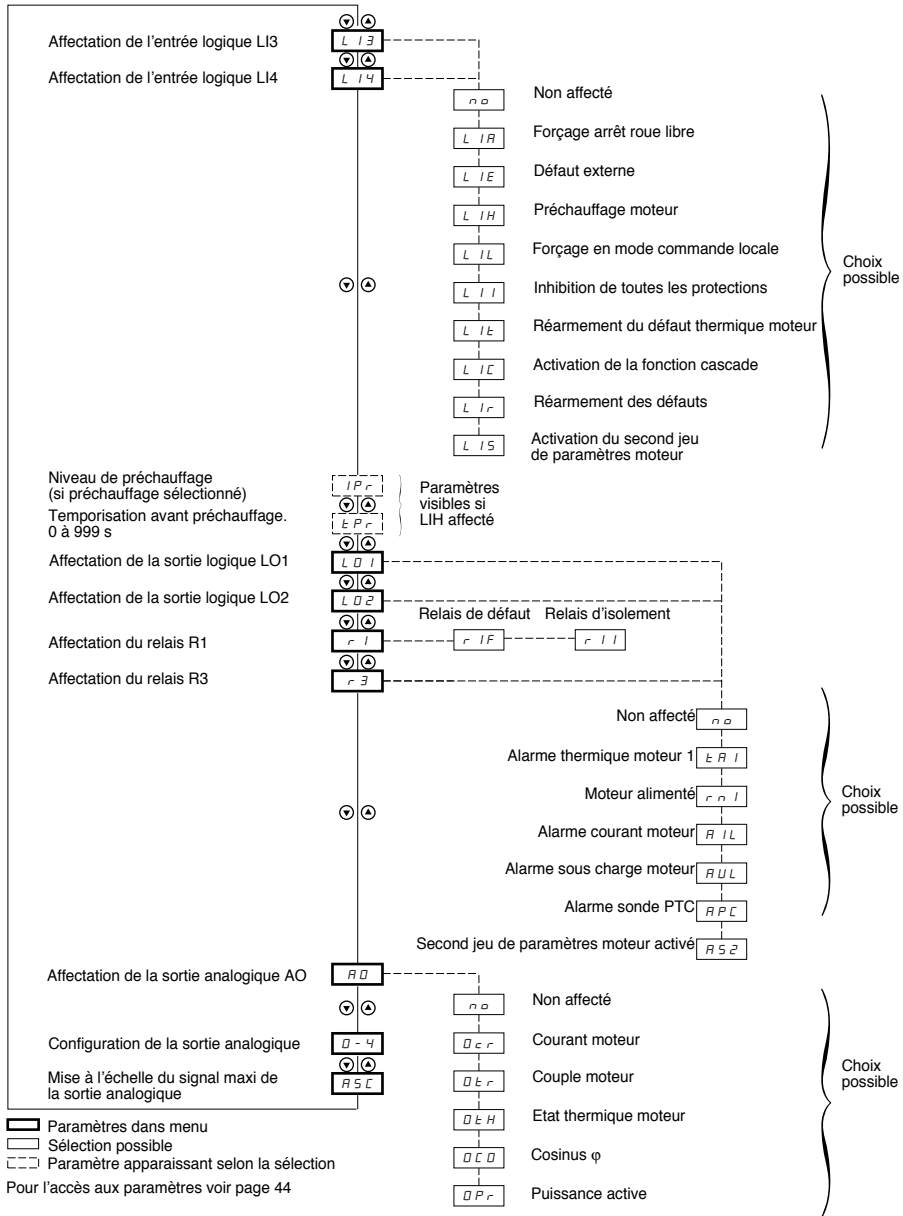 Affectation de l'entrée logique LI3
LI3
Affectation de l'entrée logique LI4
LI4
no
Non affecté
LIA
Forçage arrêt roue libre
LIE
Défaut externe
LIH
Préchauffage moteur
LIL
Forçage en mode commande locale
LII
Inhibition de toutes les protections
LIt
Réarmement du défaut thermique moteur
LIC
Activation de la fonction cascade
LIr
Réarmement des défauts
LIS
Activation du second jeu
de paramètres moteur
Choix
possible
Niveau de préchauffage
(si préchauffage sélectionné)
IPr
Temporisation avant préchauffage.
0 à 999 s
tPr
Paramètres
visibles si
LIH affecté
Affectation de la sortie logique LO1
LO1
Affectation de la sortie logique LO2
LO2
Affectation du relais R1
r1
Relais de défaut
rIF
Relais d'isolement
rII
Affectation du relais R3
r3
Non affecté
no
Alarme thermique moteur 1
tAI
Moteur alimenté
rnI
Alarme courant moteur
AIL
Alarme sous charge moteur
AUL
Alarme sonde PTC
APC
Second jeu de paramètres moteur activé
AS2
Choix
possible
Affectation de la sortie analogique AO
AO
no
Non affecté
Configuration de la sortie analogique
0-4
Ocr
Courant moteur
Mise à l'échelle du signal maxi de
la sortie analogique
ASC
Otr
Couple moteur
OtH
Etat thermique moteur
OCO
Cosinus φ
OPr
Puissance active
Choix
possible
Paramètres dans menu
Sélection possible
Paramètre apparaissant selon la sélection
Pour l'accès aux paramètres voir page 44